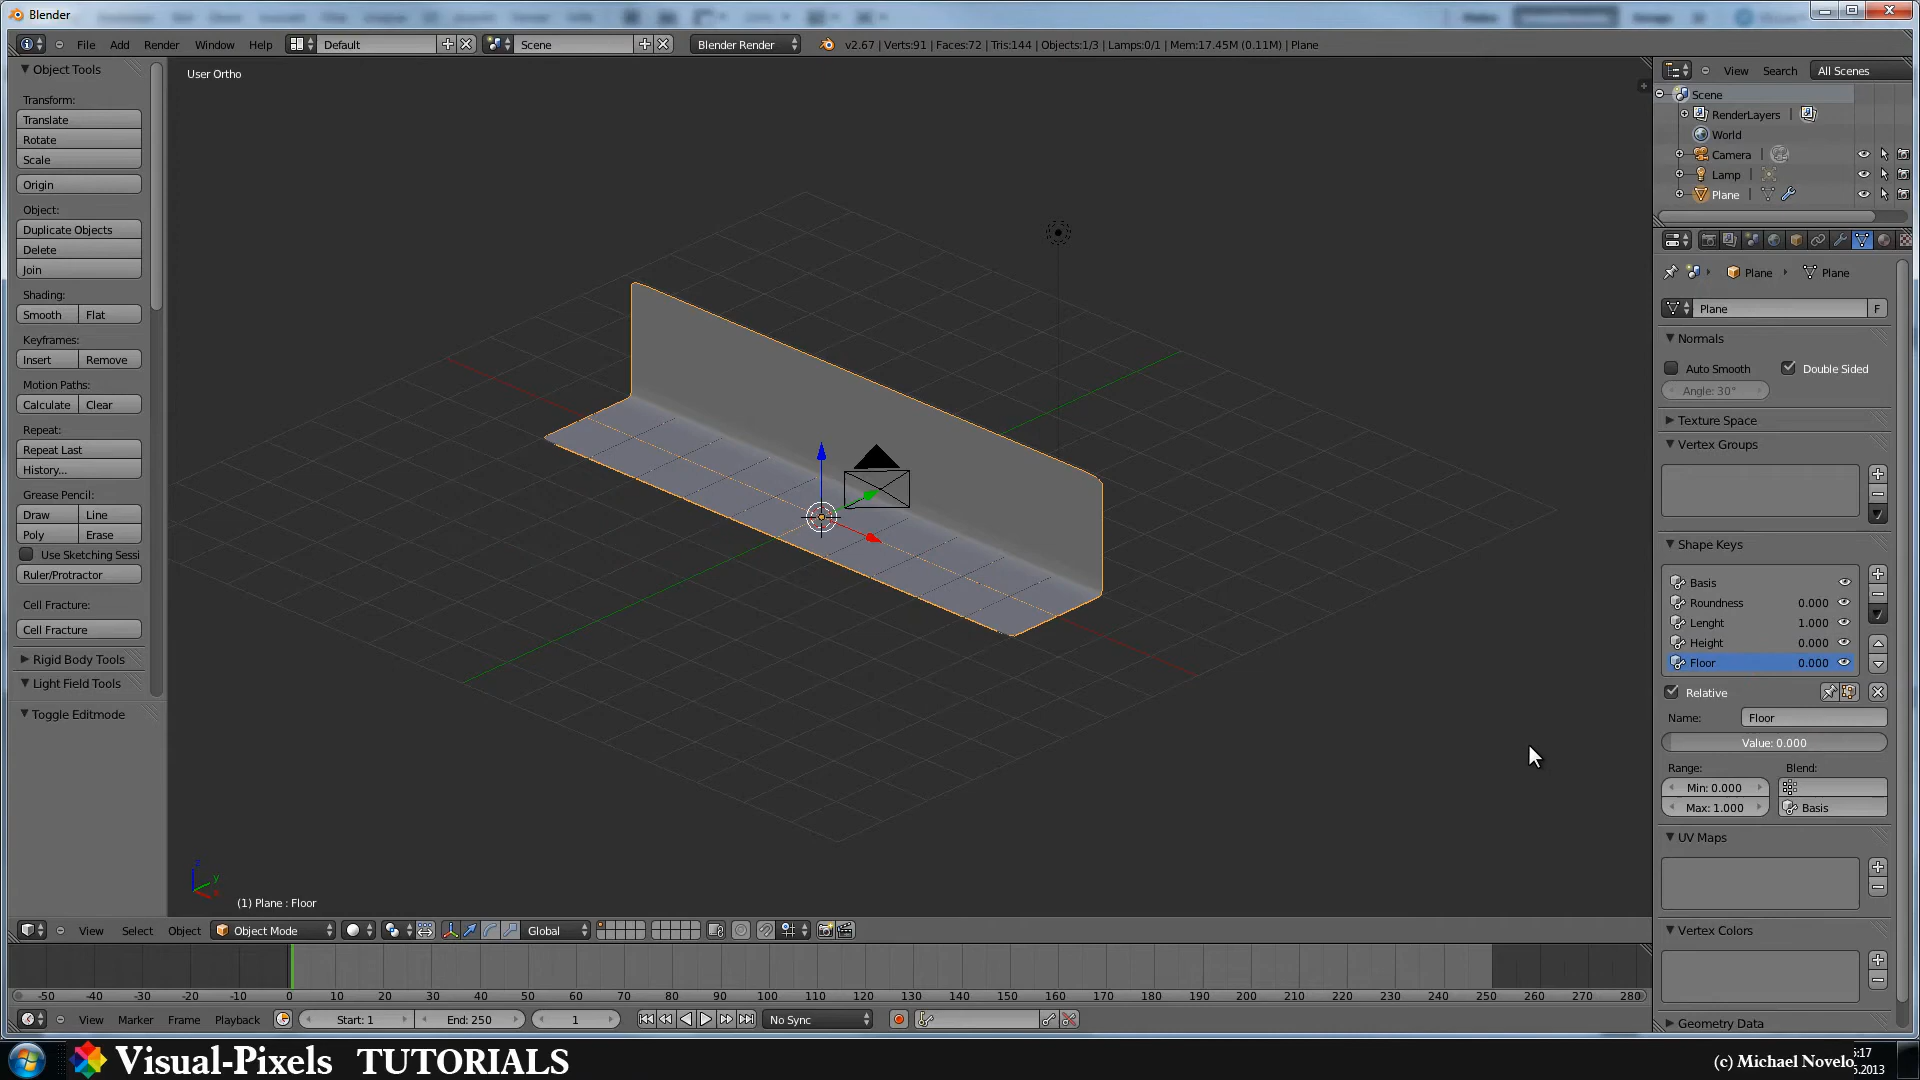 Blender
File Add Render Window Help
Default
Scene
Blender Render
v2.67 | Verts:91 | Faces:72 | Tris:144 | Objects:1/3 | Lamps:0/1 | Mem:17.45M (0.11M) | Plane
Object Tools
Transform:
Translate
Rotate
Scale
Origin
Object:
Duplicate Objects
Delete
Join
Shading:
Smooth Flat
Keyframes:
Insert Remove
Motion Paths:
Calculate Clear
Repeat:
Repeat Last
History...
Grease Pencil:
Draw Line
Poly Erase
Use Sketching Sessi
Ruler/Protractor
Cell Fracture:
Cell Fracture
Rigid Body Tools
Light Field Tools
Toggle Editmode
User Ortho
z
y
x
(1) Plane : Floor
View Select Object
Object Mode
Global
-50 -40 -30 -20 -10 0 10 20 30 40 50 60 70 80 90 100 110 120 130 140 150 160 170 180 190 200 210 220 230 240 250 260 270 280
View Marker Frame Playback
Start: 1
End: 250
1
No Sync
View Search All Scenes
Scene
RenderLayers |
World
Camera |
Lamp |
Plane |
Plane Plane
Plane F
Normals
Auto Smooth Double Sided
Angle: 30°
Texture Space
Vertex Groups
Shape Keys
Basis
Roundness 0.000
Lenght 1.000
Height 0.000
Floor 0.000
Relative
Name: Floor
Value: 0.000
Range: Blend:
Min: 0.000
Max: 1.000 Basis
UV Maps
Vertex Colors
Geometry Data
Visual-Pixels TUTORIALS
(c) Michael Novelo
:17
.2013